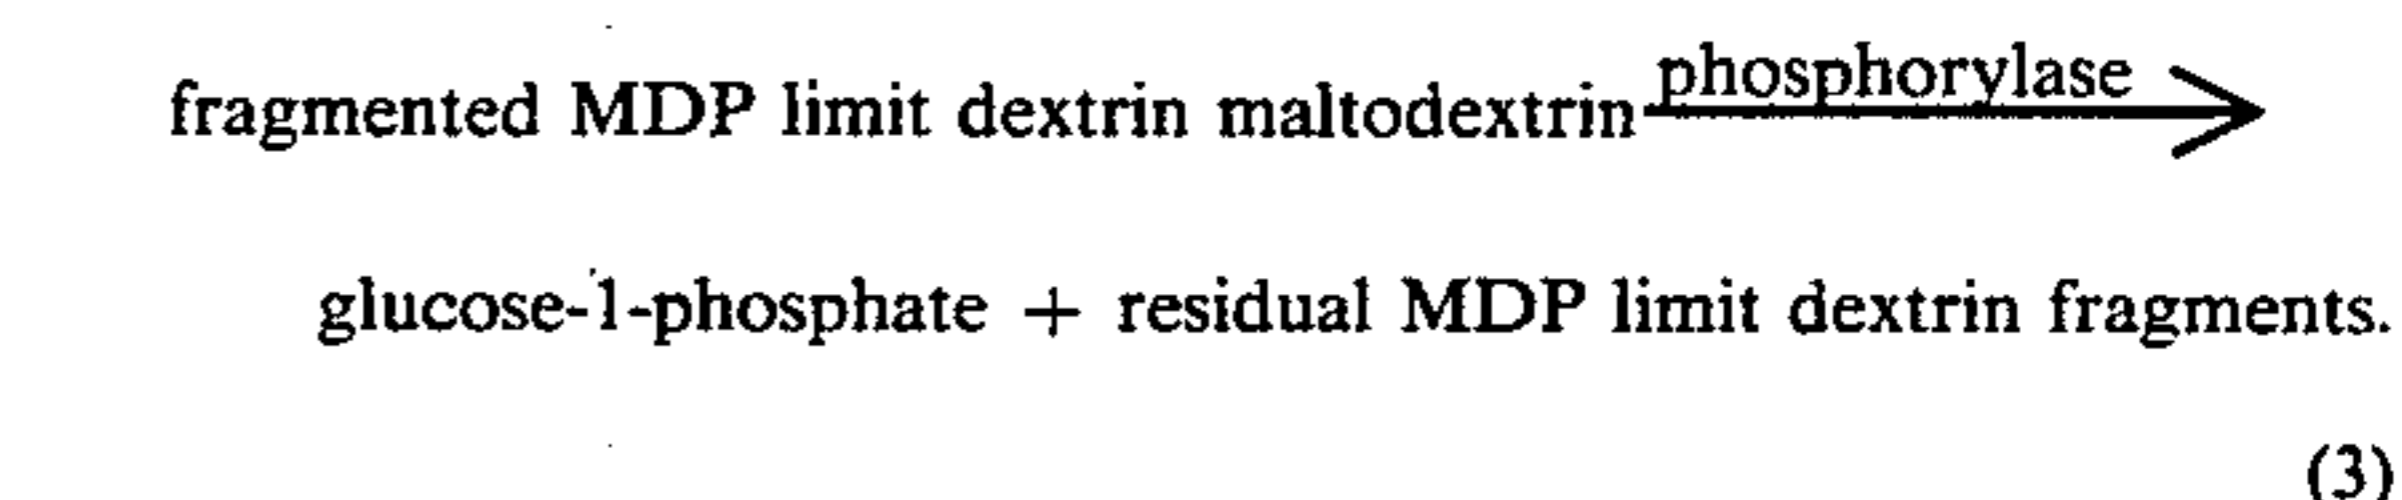 fragmented MDP limit dextrin maltodextrin phosphorylase
glucose-1-phosphate + residual MDP limit dextrin fragments.
(3)